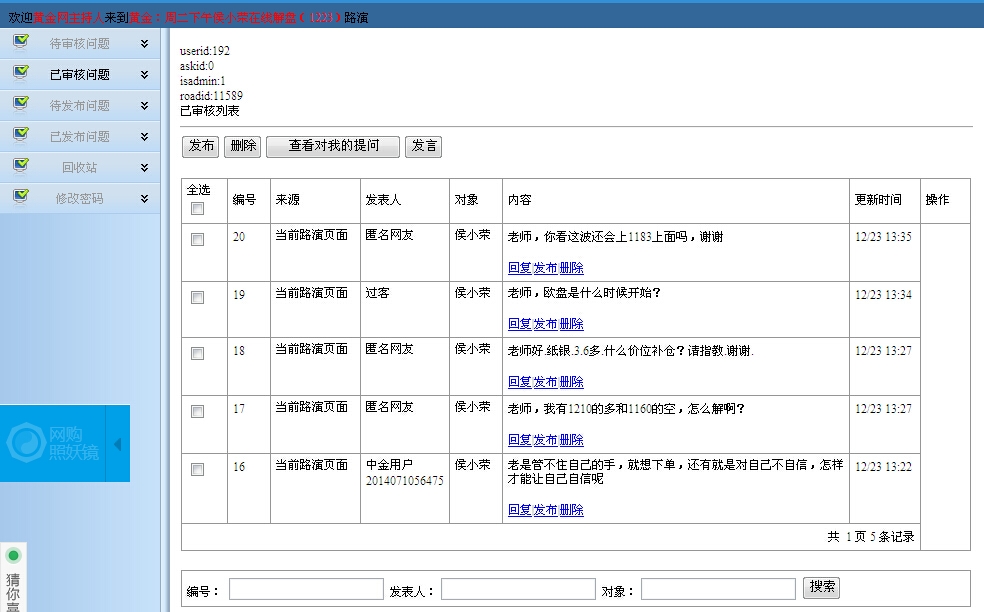 欢迎黄金网主持人来到黄金：周二下午侯小荣在线解盘（1223）路演
待审核问题
已审核问题
待发布问题
已发布问题
回收站
修改密码
网购
照妖镜
猜你喜
userid:192
askid:0
isadmin:1
roadid:11589
已审核列表
发布 删除 查看对我的提问 发言
全选 编号 来源 发表人 对象 内容 更新时间 操作
20 当前路演页面 匿名网友 侯小荣 老师，你看这波还会上1183上面吗，谢谢 12/23 13:35
回复 发布 删除
19 当前路演页面 过客 侯小荣 老师，欧盘是什么时候开始？ 12/23 13:34
回复 发布 删除
18 当前路演页面 匿名网友 侯小荣 老师好.纸银.3.6多.什么价位补仓？请指教.谢谢. 12/23 13:27
回复 发布 删除
17 当前路演页面 匿名网友 侯小荣 老师，我有1210的多和1160的空，怎么解啊？ 12/23 13:27
回复 发布 删除
16 当前路演页面 中金用户 侯小荣 老是管不住自己的手，就想下单，还有就是对自己不自信，怎样 12/23 13:22
2014071056475 才能让自己自信呢
回复 发布 删除
共 1页 5条记录
编号： 发表人： 对象： 搜索